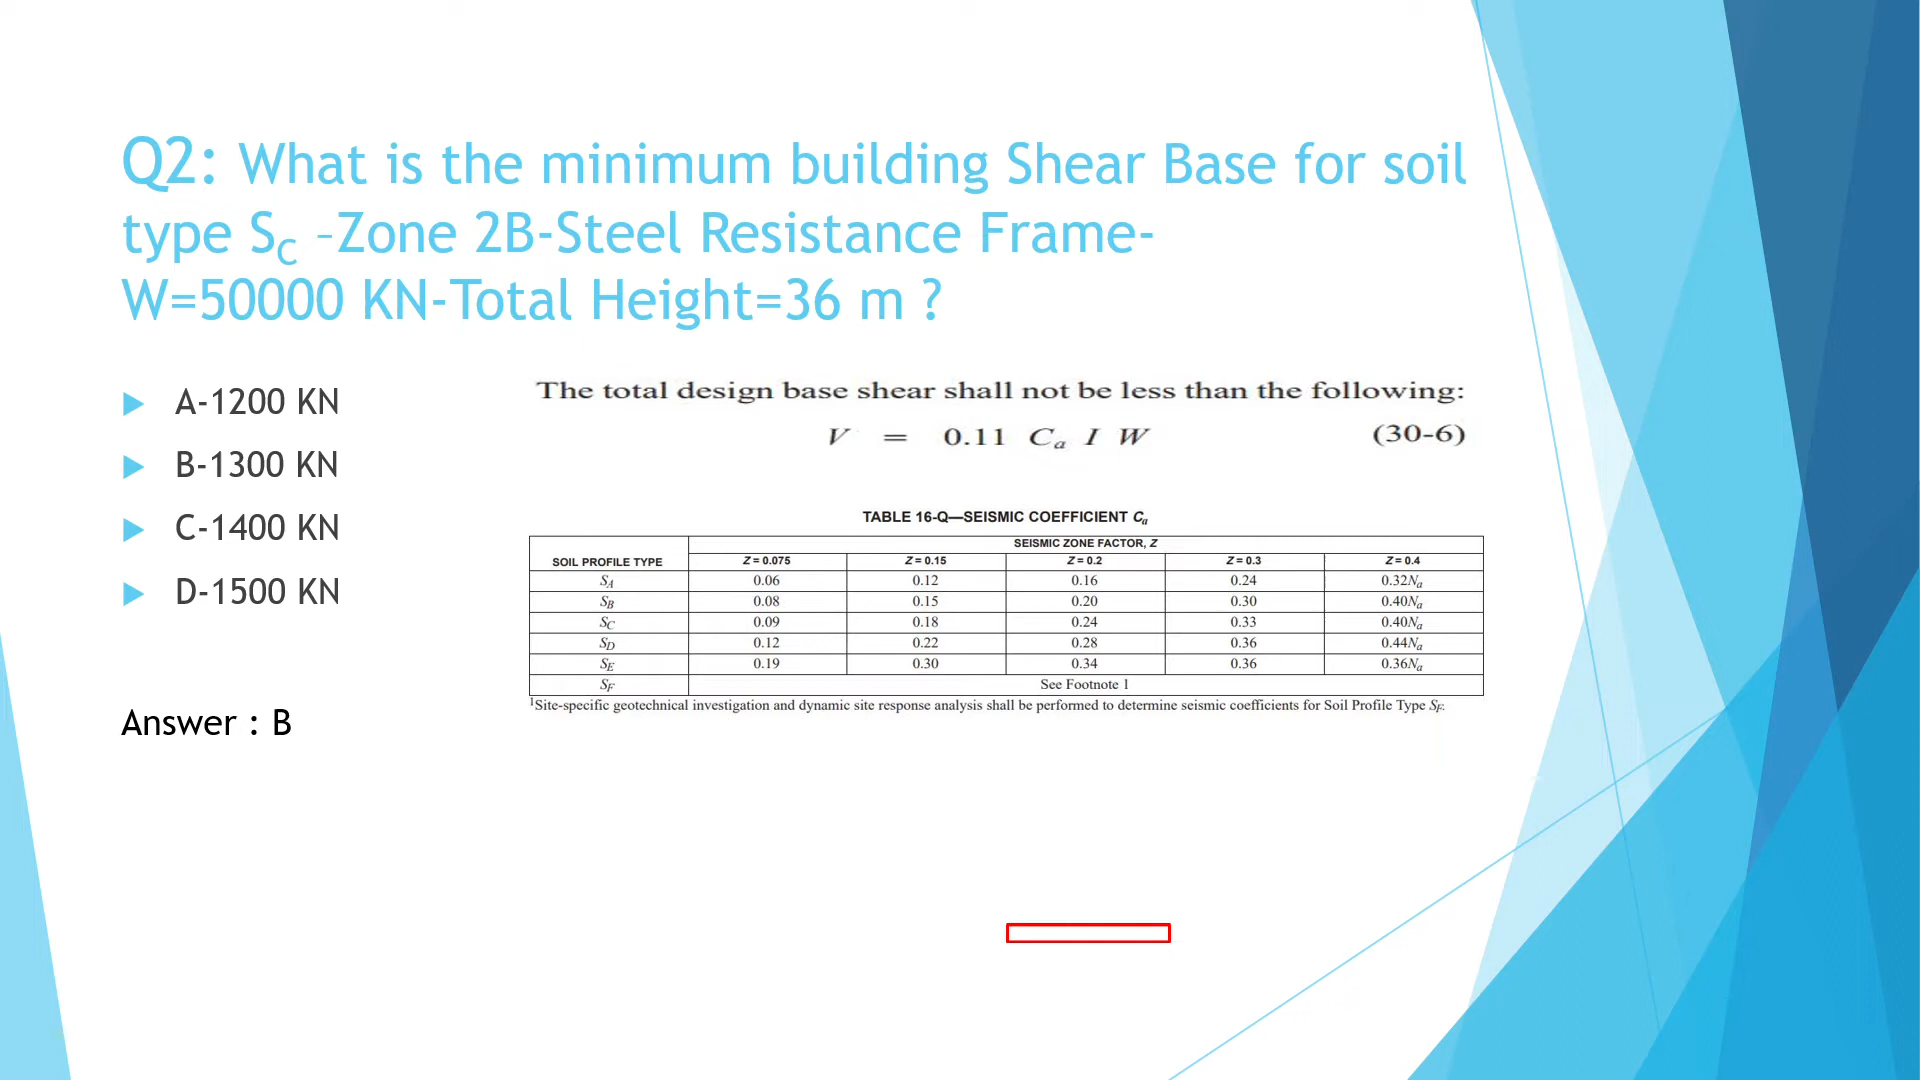 Q2: What is the minimum building Shear Base for soil
type SC –Zone 2B-Steel Resistance Frame-
W=50000 KN-Total Height=36 m ?
A-1200 KN
B-1300 KN
C-1400 KN
D-1500 KN
Answer : B
The total design base shear shall not be less than the following:
V = 0.11 Ca I W (30-6)
TABLE 16-Q—SEISMIC COEFFICIENT Ca
SOIL PROFILE TYPE
SEISMIC ZONE FACTOR, Z
Z = 0.075 Z = 0.15 Z = 0.2 Z = 0.3 Z = 0.4
SA 0.06 0.12 0.16 0.24 0.32Na
SB 0.08 0.15 0.20 0.30 0.40Na
SC 0.09 0.18 0.24 0.33 0.40Na
SD 0.12 0.22 0.28 0.36 0.44Na
SE 0.19 0.30 0.34 0.36 0.36Na
SF See Footnote 1
1Site-specific geotechnical investigation and dynamic site response analysis shall be performed to determine seismic coefficients for Soil Profile Type SF.